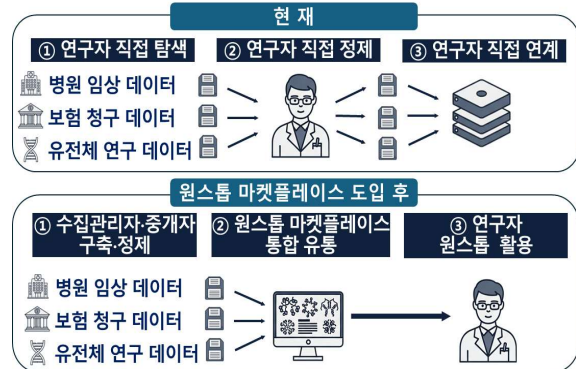 현 재
① 연구자 직접 탐색
② 연구자 직접 정제
③ 연구자 직접 연계
병원 임상 데이터
보험 청구 데이터
유전체 연구 데이터
원스톱 마켓플레이스 도입 후
① 수집관리자·중개자
구축·정제
② 원스톱 마켓플레이스
통합 유통
③ 연구자
원스톱 활용
병원 임상 데이터
보험 청구 데이터
유전체 연구 데이터